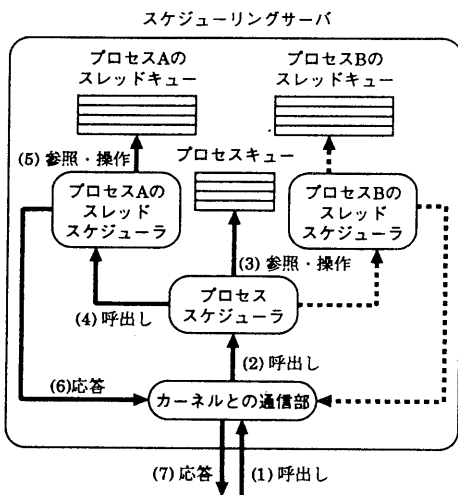 スケジューリングサーバ
プロセスAの
スレッドキュー
プロセスBの
スレッドキュー
(5) 参照・操作
プロセスキュー
プロセスAの
スレッド
スケジューラ
プロセスBの
スレッド
スケジューラ
(3) 参照・操作
(4) 呼出し
プロセス
スケジューラ
(2) 呼出し
(6)応答
カーネルとの通信部
(7) 応答
(1) 呼出し